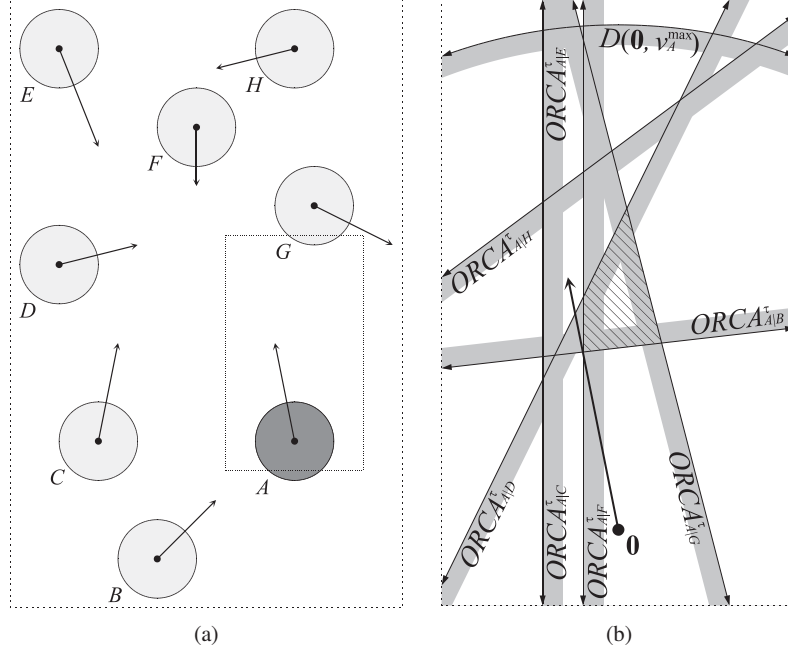 E
H
F
G
D
C
A
B
(a)
D(0, v_A^max)
ORCA^τ_A|E
ORCA^τ_A|H
ORCA^τ_A|B
ORCA^τ_A|D
ORCA^τ_A|C
ORCA^τ_A|F
ORCA^τ_A|G
0
(b)